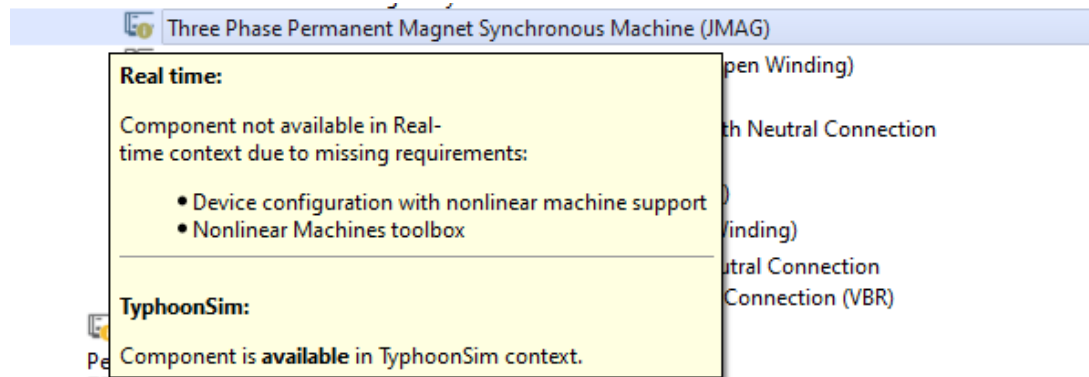 Three Phase Permanent Magnet Synchronous Machine (JMAG)
Real time:
pen Winding)
Component not available in Real-
th Neutral Connection
time context due to missing requirements:
• Device configuration with nonlinear machine support
)
• Nonlinear Machines toolbox
Vinding)
utral Connection
TyphoonSim:
Connection (VBR)
Pe
Component is available in TyphoonSim context.